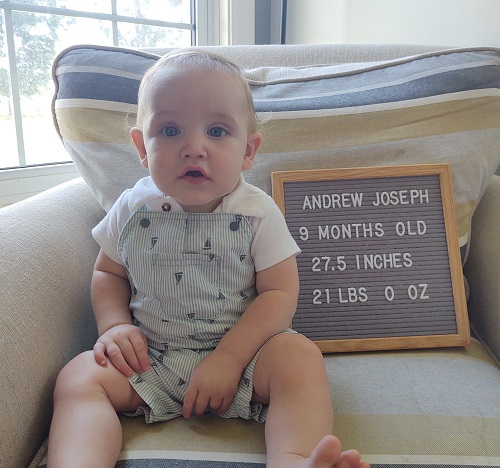 ANDREW JOSEPH
9 MONTHS OLD
27.5 INCHES
21 LBS 0 OZ